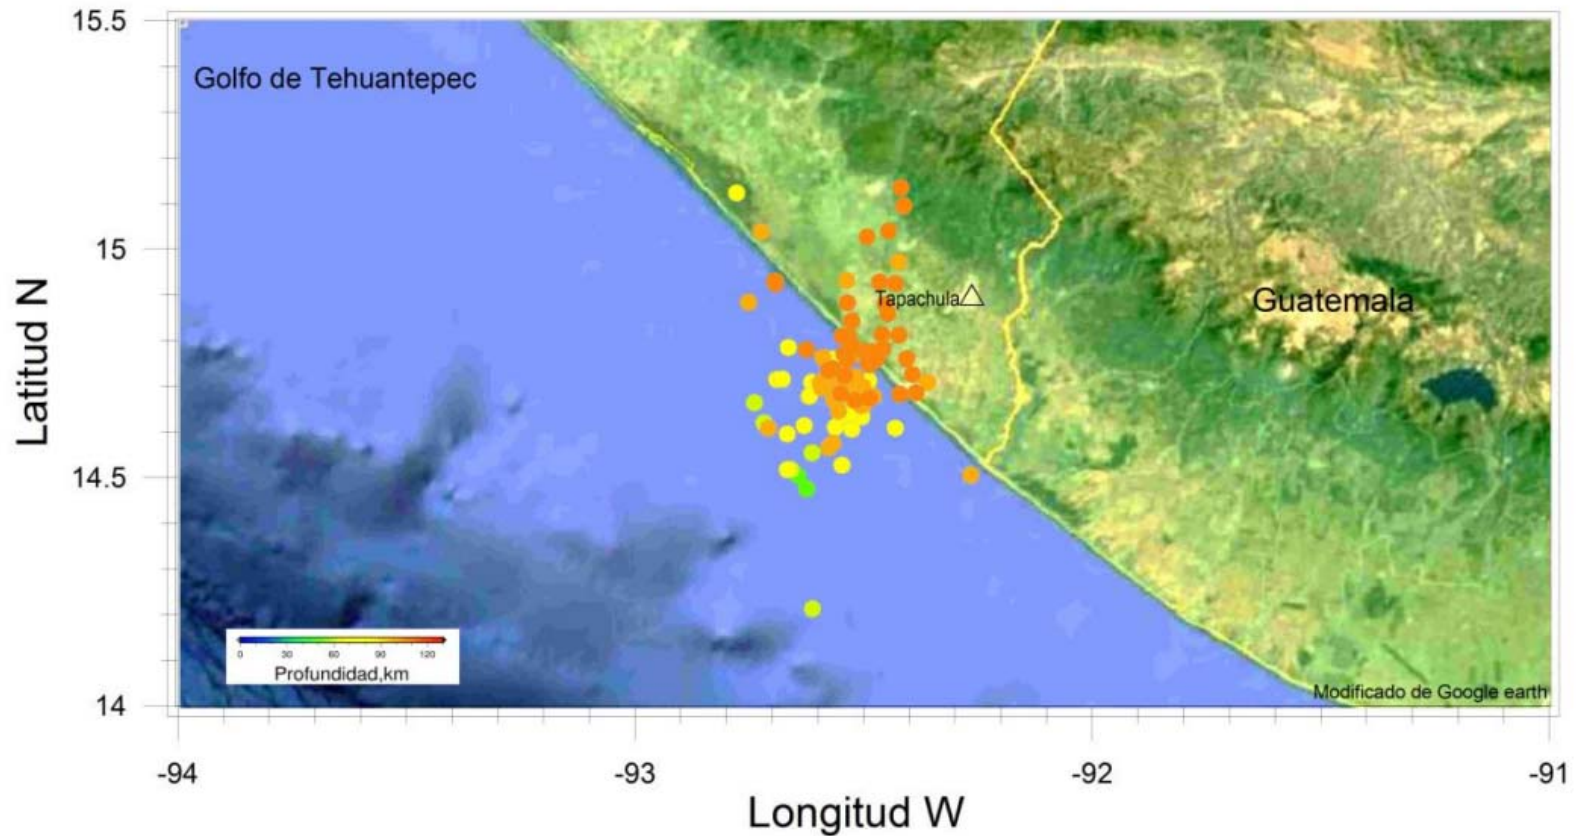 15.5
Golfo de Tehuantepec
15
Tapachula
Guatemala
Latitud N
14.5
0 30 60 90 120
Profundidad,km
Modificado de Google earth
14
-94 -93 -92 -91
Longitud W